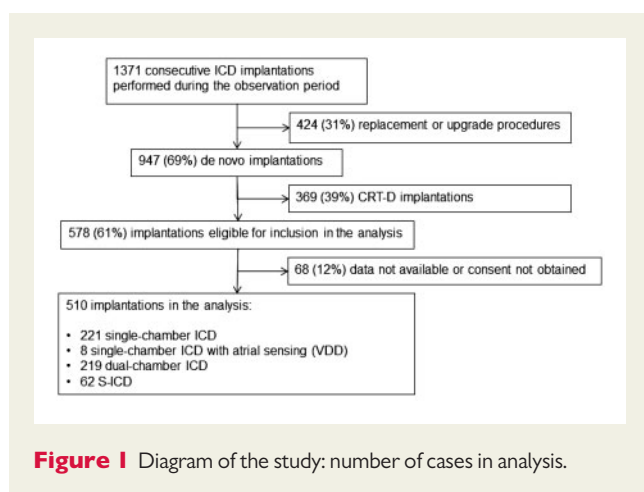 1371 consecutive ICD implantations
performed during the observation period
424 (31%) replacement or upgrade procedures
947 (69%) de novo implantations
369 (39%) CRT-D implantations
578 (61%) implantations eligible for inclusion in the analysis
68 (12%) data not available or consent not obtained
510 implantations in the analysis:
• 221 single-chamber ICD
• 8 single-chamber ICD with atrial sensing (VDD)
• 219 dual-chamber ICD
• 62 S-ICD
Figure 1 Diagram of the study: number of cases in analysis.